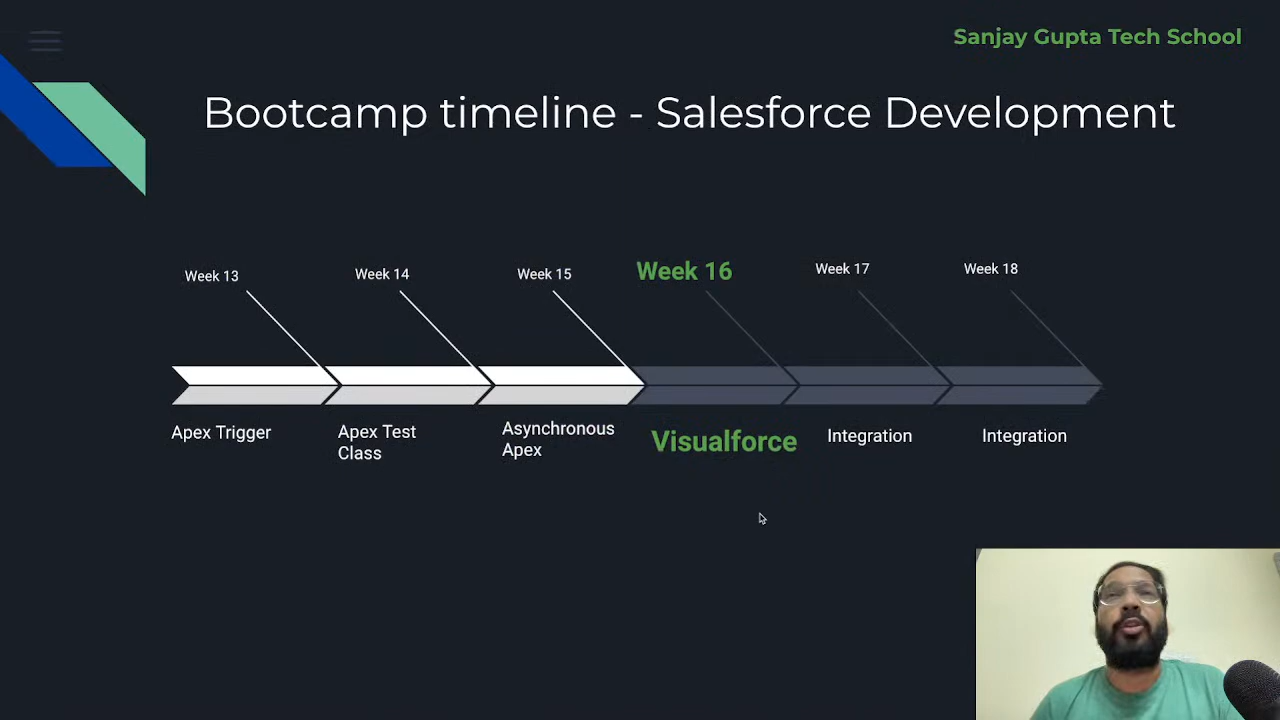 Sanjay Gupta Tech School
Bootcamp timeline - Salesforce Development
Week 13
Week 14
Week 15
Week 16
Week 17
Week 18
Apex Trigger
Apex Test
Class
Asynchronous
Apex
Visualforce
Integration
Integration